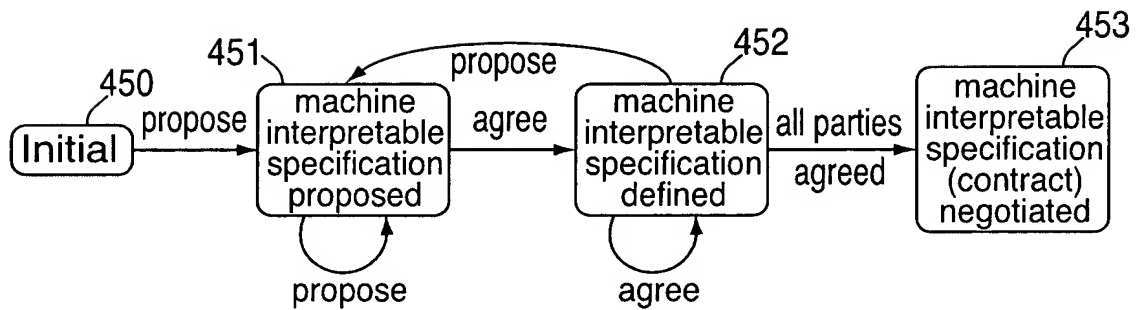 450
Initial
propose
451
machine
interpretable
specification
proposed
propose
propose
agree
452
machine
interpretable
specification
defined
agree
all parties
agreed
453
machine
interpretable
specification
(contract)
negotiated